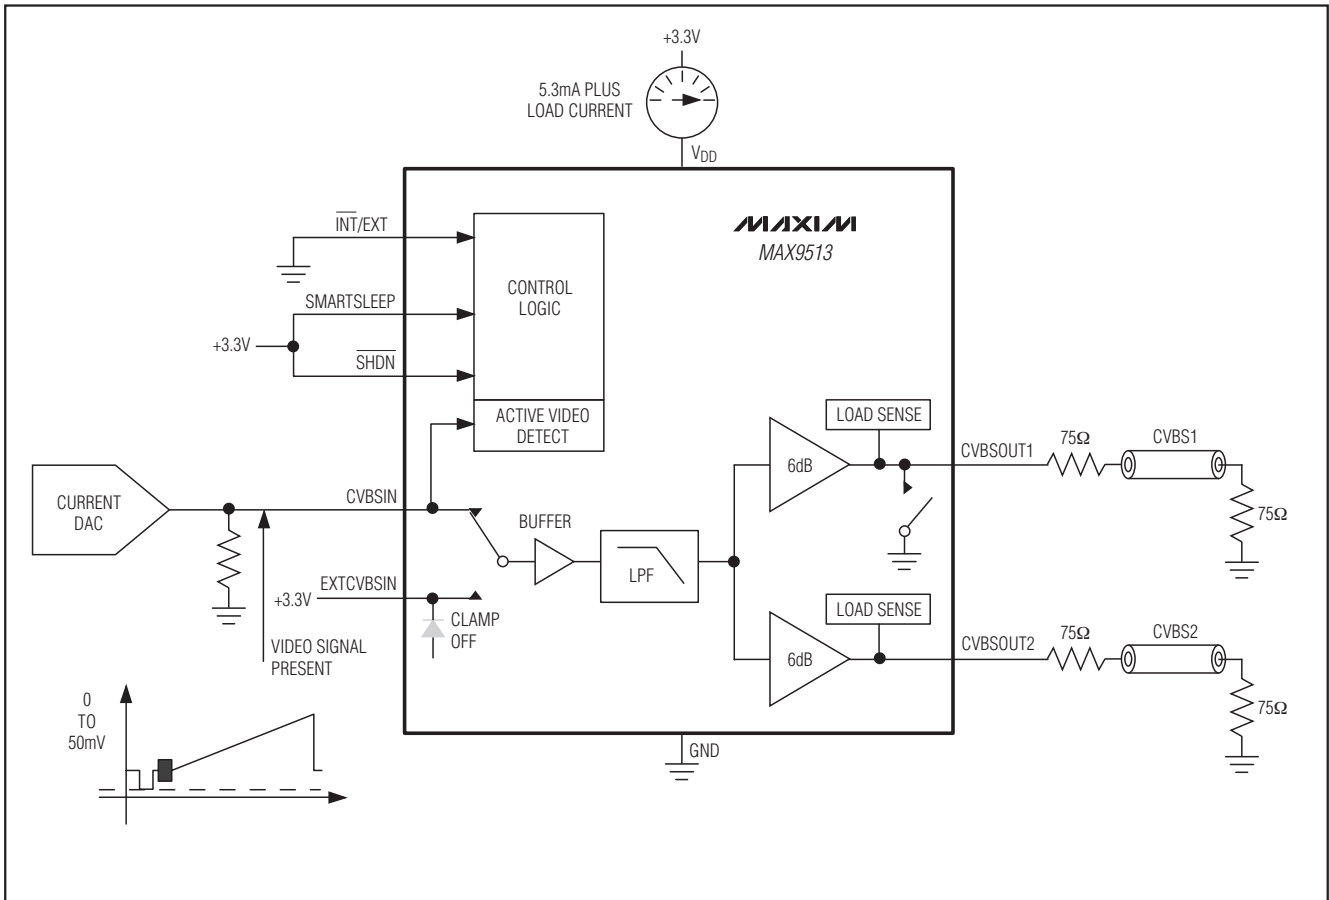 +3.3V
5.3mA PLUS
LOAD CURRENT
VDD
INT/EXT
MAXIM
MAX9513
CONTROL
LOGIC
SMARTSLEEP
+3.3V
SHDN
ACTIVE VIDEO
DETECT
LOAD SENSE
75Ω
CVBS1
CVBSOUT1
6dB
CURRENT
DAC
CVBSIN
75Ω
BUFFER
LPF
EXTCVBSIN
+3.3V
CLAMP
OFF
LOAD SENSE
75Ω
CVBS2
VIDEO SIGNAL
PRESENT
CVBSOUT2
6dB
75Ω
0
TO
50mV
GND